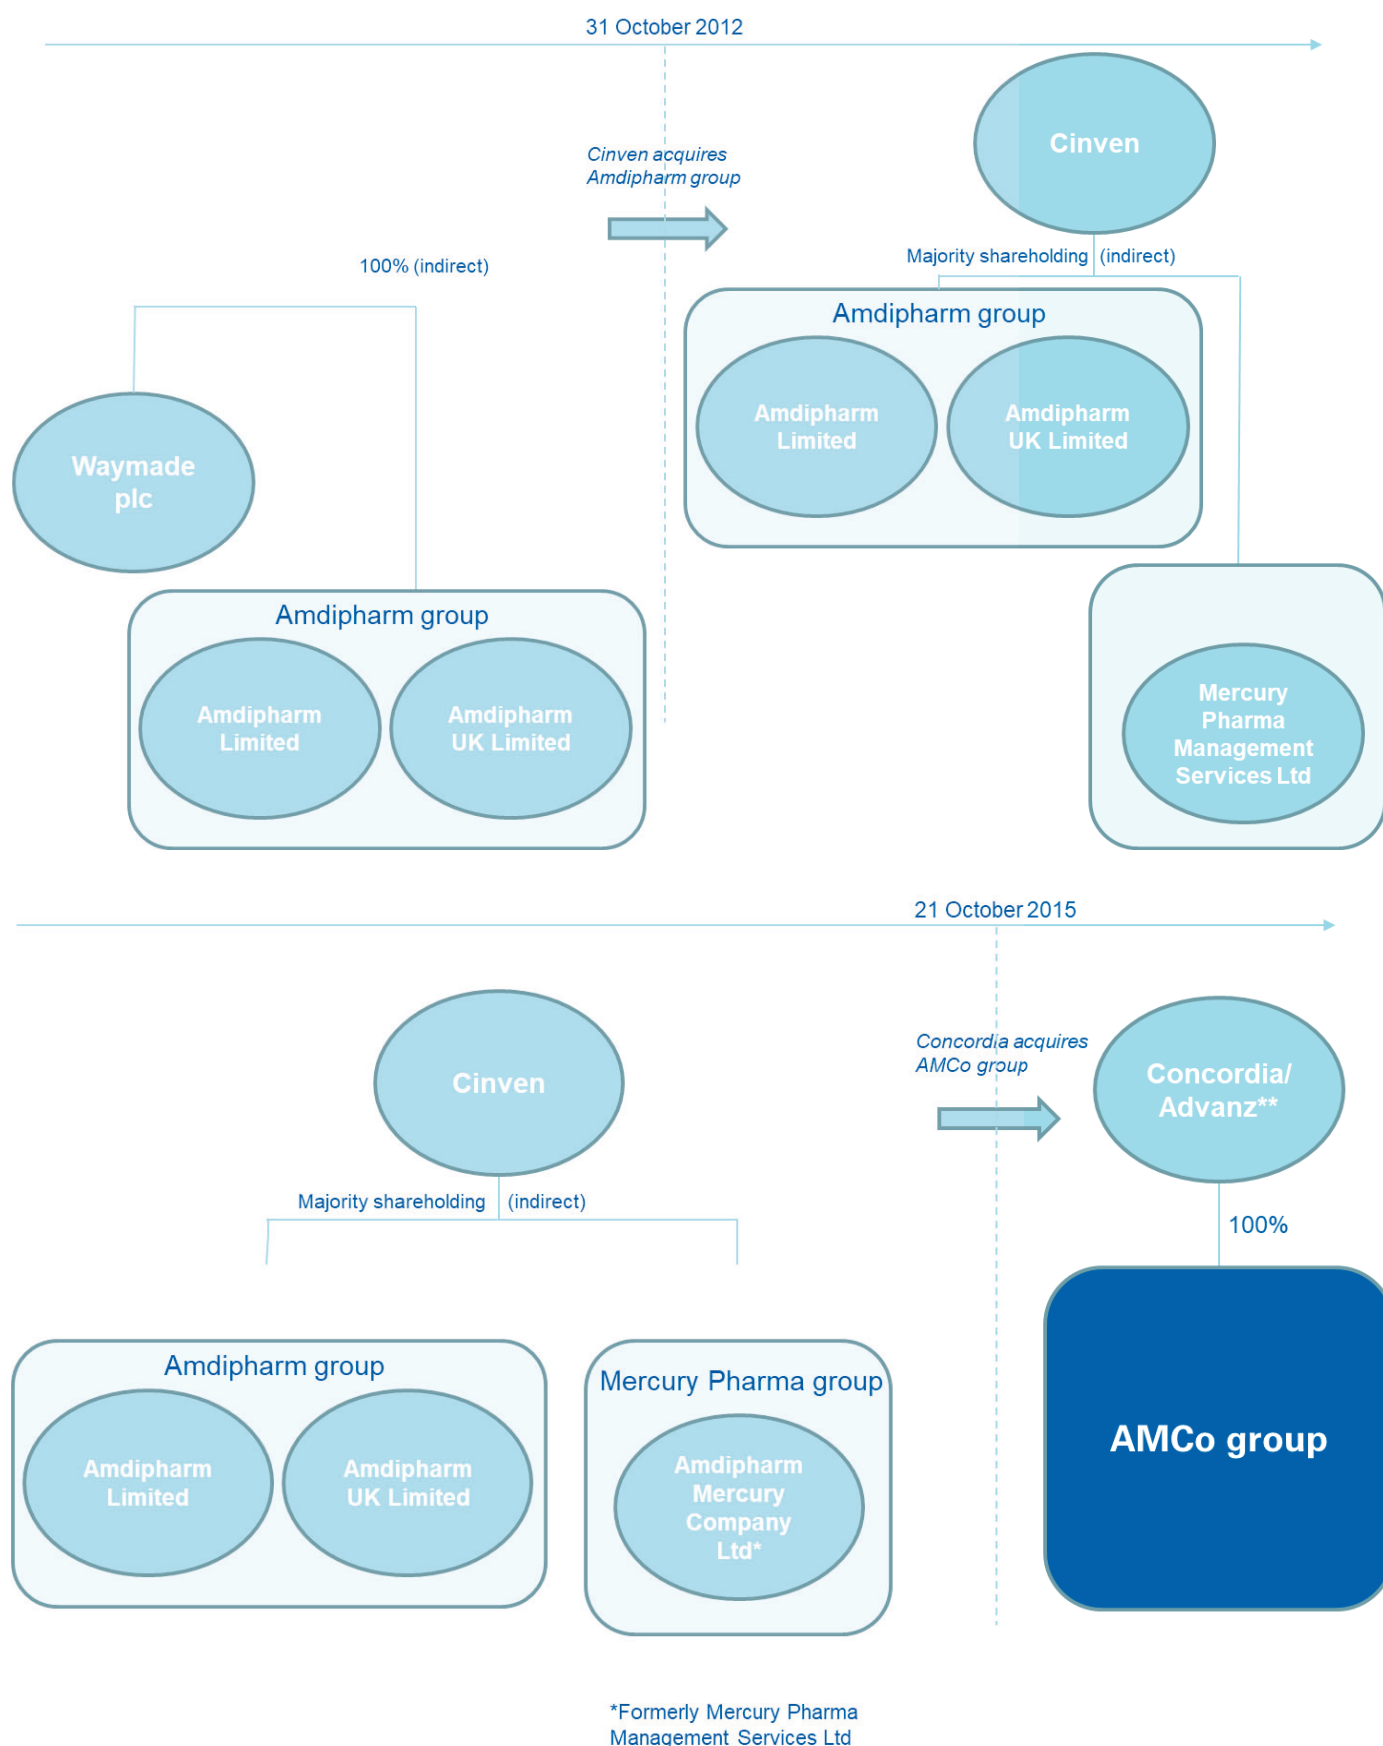 31 October 2012
Cinven
Cinven acquires
Amdipharm group
Majority shareholding (indirect)
100% (indirect)
Amdipharm group
Amdipharm
Limited
Amdipharm
UK Limited
Waymade
plc
Amdipharm group
Amdipharm
Limited
Amdipharm
UK Limited
Mercury
Pharma
Management
Services Ltd
21 October 2015
Cinven
Concordia acquires
AMCo group
Concordia/
Advanz**
Majority shareholding (indirect)
100%
Amdipharm group
Amdipharm
Limited
Amdipharm
UK Limited
Mercury Pharma group
Amdipharm
Mercury
Company
Ltd*
AMCo group
*Formerly Mercury Pharma
Management Services Ltd